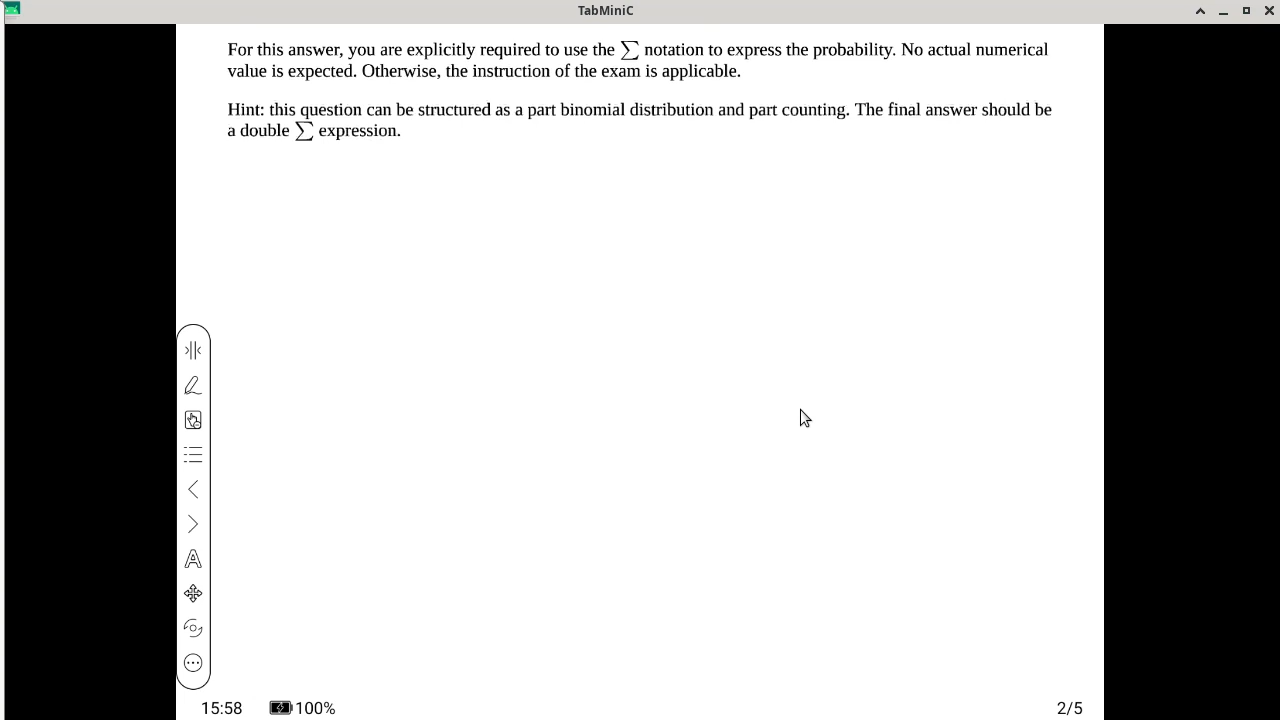 TabMiniC
For this answer, you are explicitly required to use the ∑ notation to express the probability. No actual numerical
value is expected. Otherwise, the instruction of the exam is applicable.
Hint: this question can be structured as a part binomial distribution and part counting. The final answer should be
a double ∑ expression.
A
15:58 100% 2/5